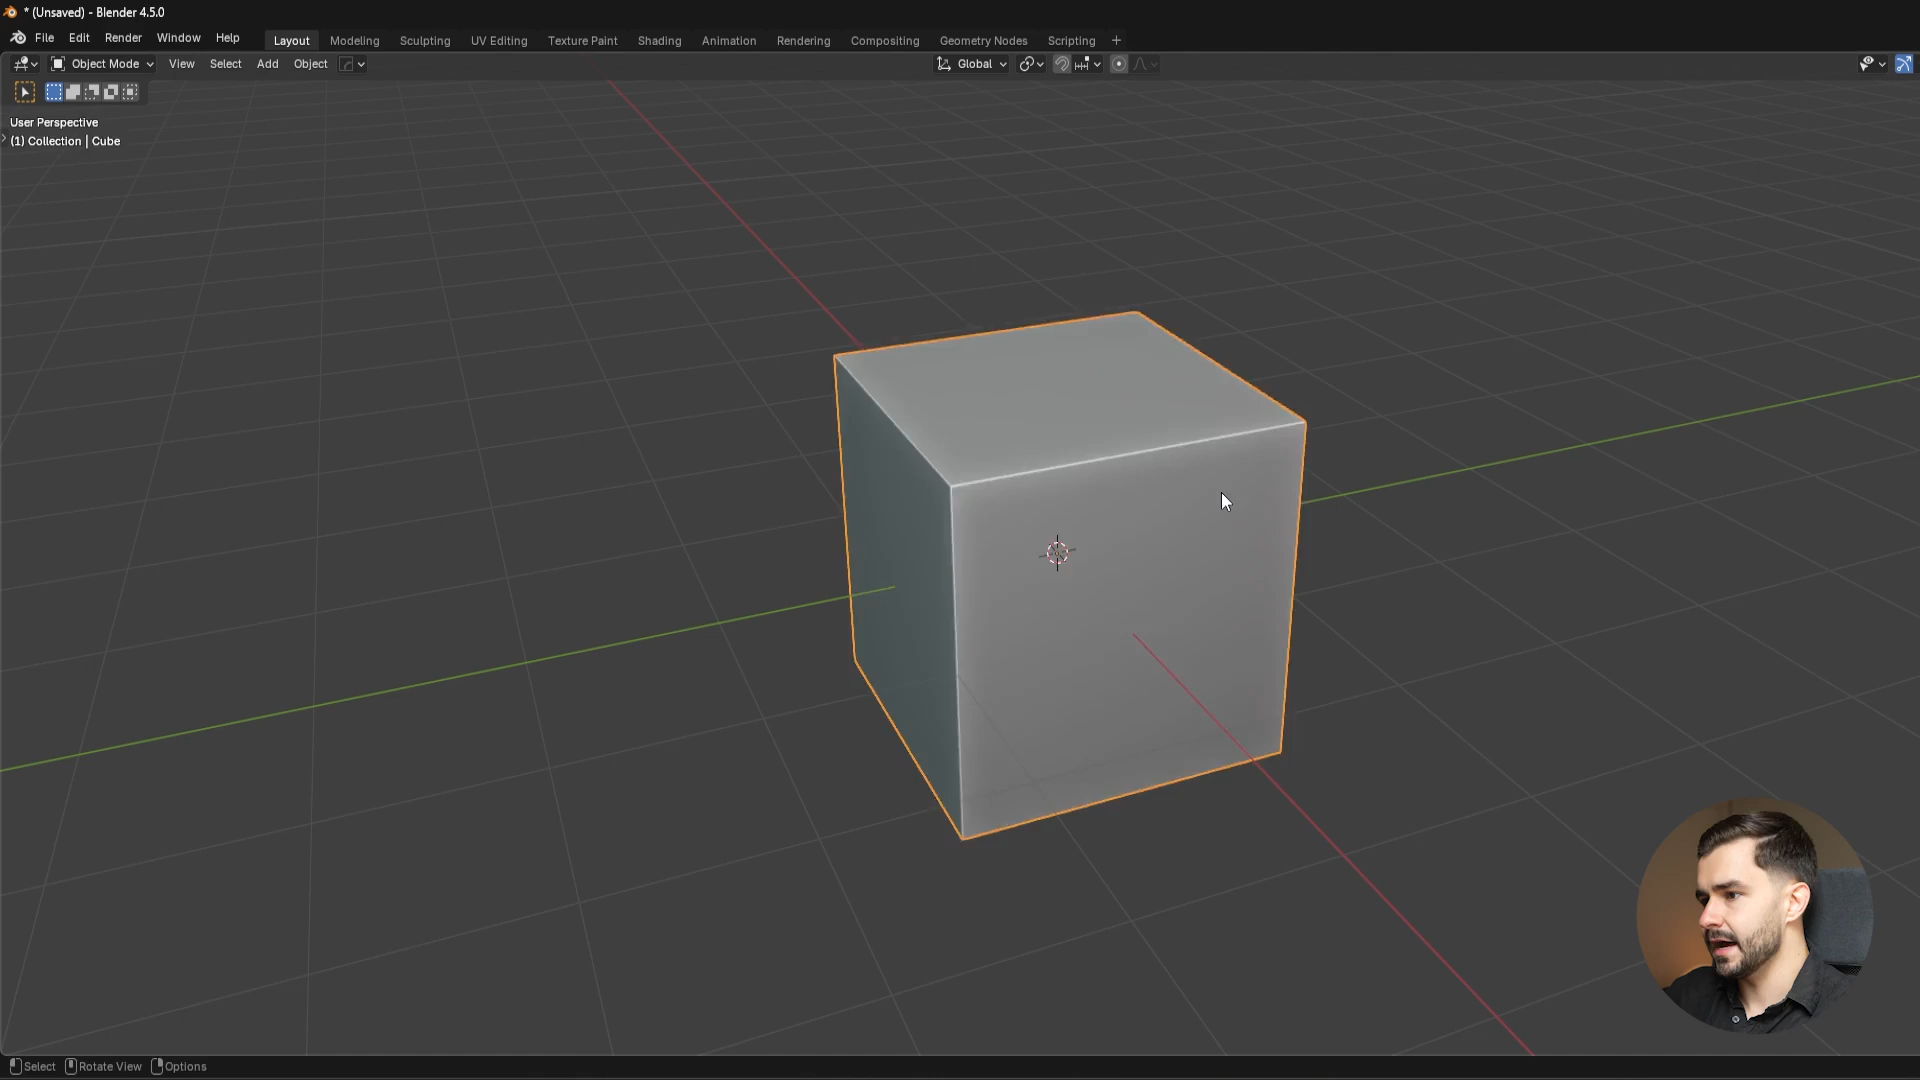 * (Unsaved) - Blender 4.5.0
File Edit Render Window Help Layout Modeling Sculpting UV Editing Texture Paint Shading Animation Rendering Compositing Geometry Nodes Scripting +
Object Mode View Select Add Object Global
User Perspective
(1) Collection | Cube
Select Rotate View Options